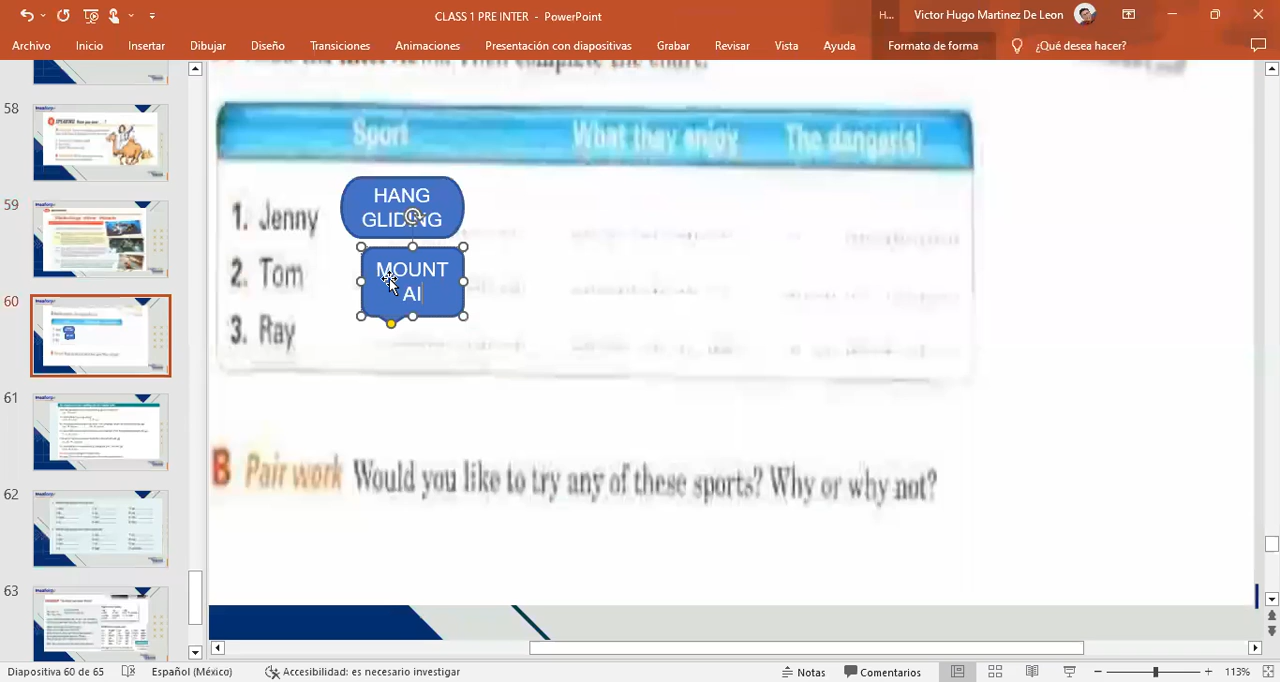 CLASS 1 PRE INTER - PowerPoint
H...
Victor Hugo Martinez De Leon
Archivo Inicio Insertar Dibujar Diseño Transiciones Animaciones Presentación con diapositivas Grabar Revisar Vista Ayuda Formato de forma ¿Qué desea hacer?
Sport What they enjoy The danger(s)
HANG
GLIDING
1. Jenny
MOUNT
AI
2. Tom
3. Ray
B Pair work Would you like to try any of these sports? Why or why not?
58
59
60
61
62
63
Diapositiva 60 de 65 Español (México) Accesibilidad: es necesario investigar Notas Comentarios 113%